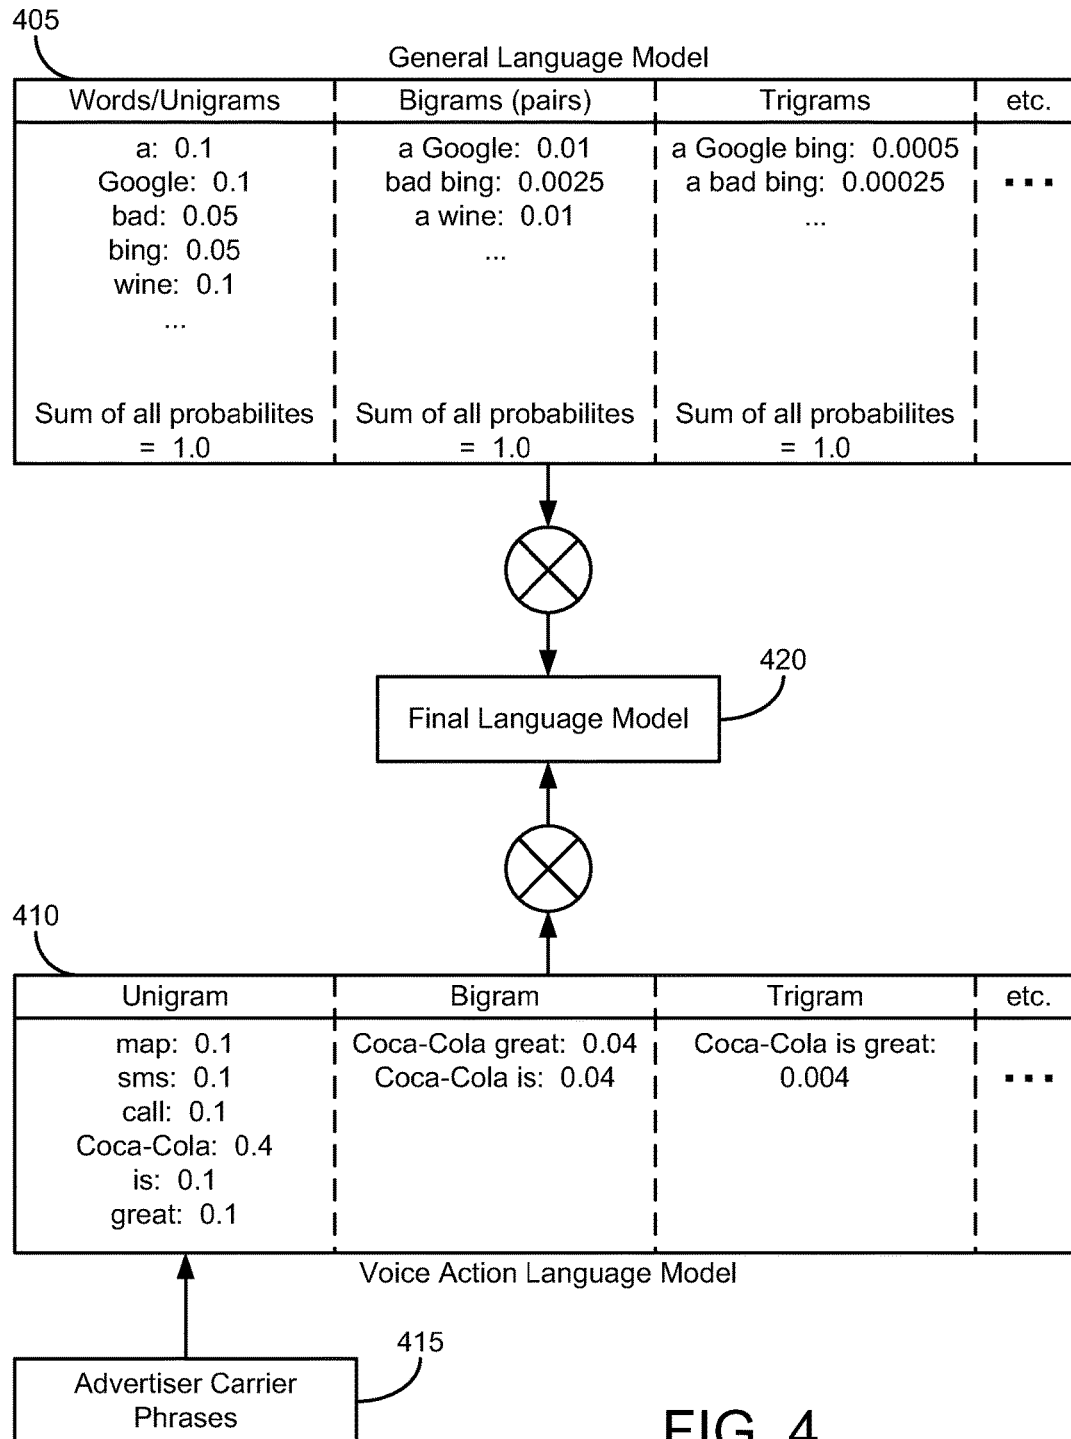 405
General Language Model
Words/Unigrams
Bigrams (pairs)
Trigrams
etc.
a: 0.1
Google: 0.1
bad: 0.05
bing: 0.05
wine: 0.1
...
Sum of all probabilites
= 1.0
a Google: 0.01
bad bing: 0.0025
a wine: 0.01
...
Sum of all probabilites
= 1.0
a Google bing: 0.0005
a bad bing: 0.00025
...
Sum of all probabilites
= 1.0
...
420
Final Language Model
410
Unigram
Bigram
Trigram
etc.
map: 0.1
sms: 0.1
call: 0.1
Coca-Cola: 0.4
is: 0.1
great: 0.1
Coca-Cola great: 0.04
Coca-Cola is: 0.04
Coca-Cola is great:
0.004
...
Voice Action Language Model
415
Advertiser Carrier
Phrases
FIG. 4